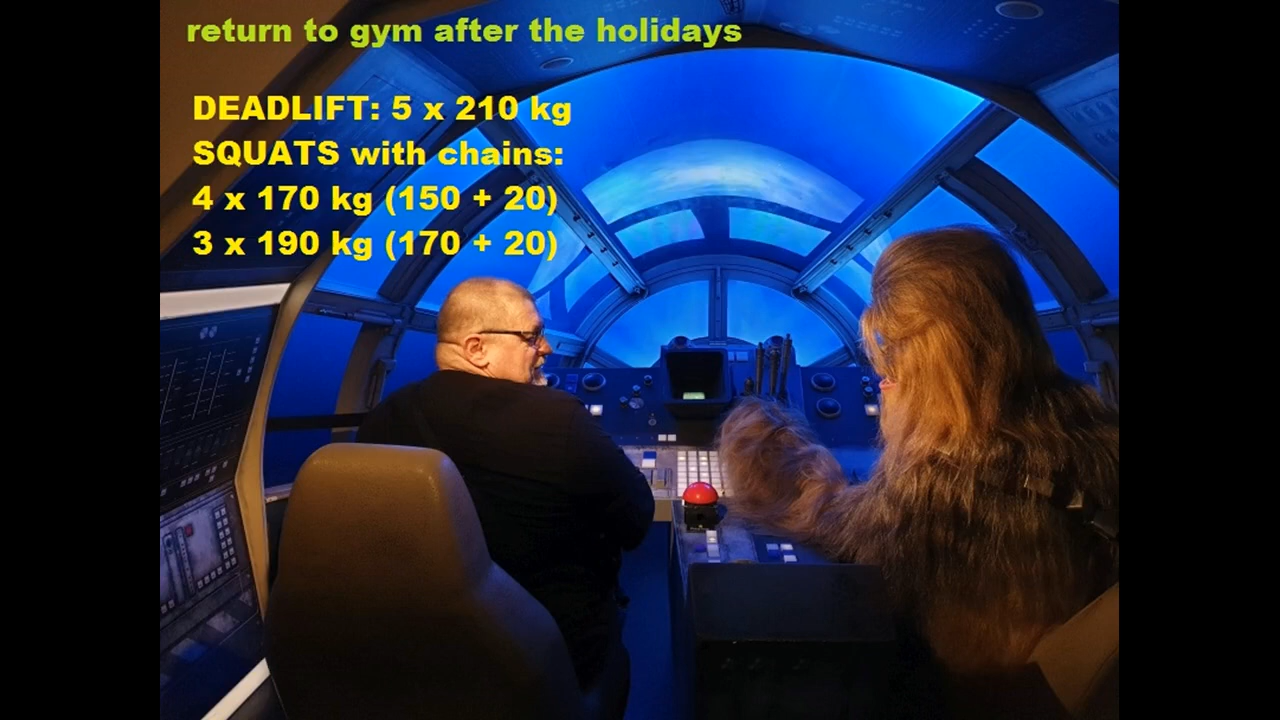 return to gym after the holidays
DEADLIFT: 5 x 210 kg
SQUATS with chains:
4 x 170 kg (150 + 20)
3 x 190 kg (170 + 20)